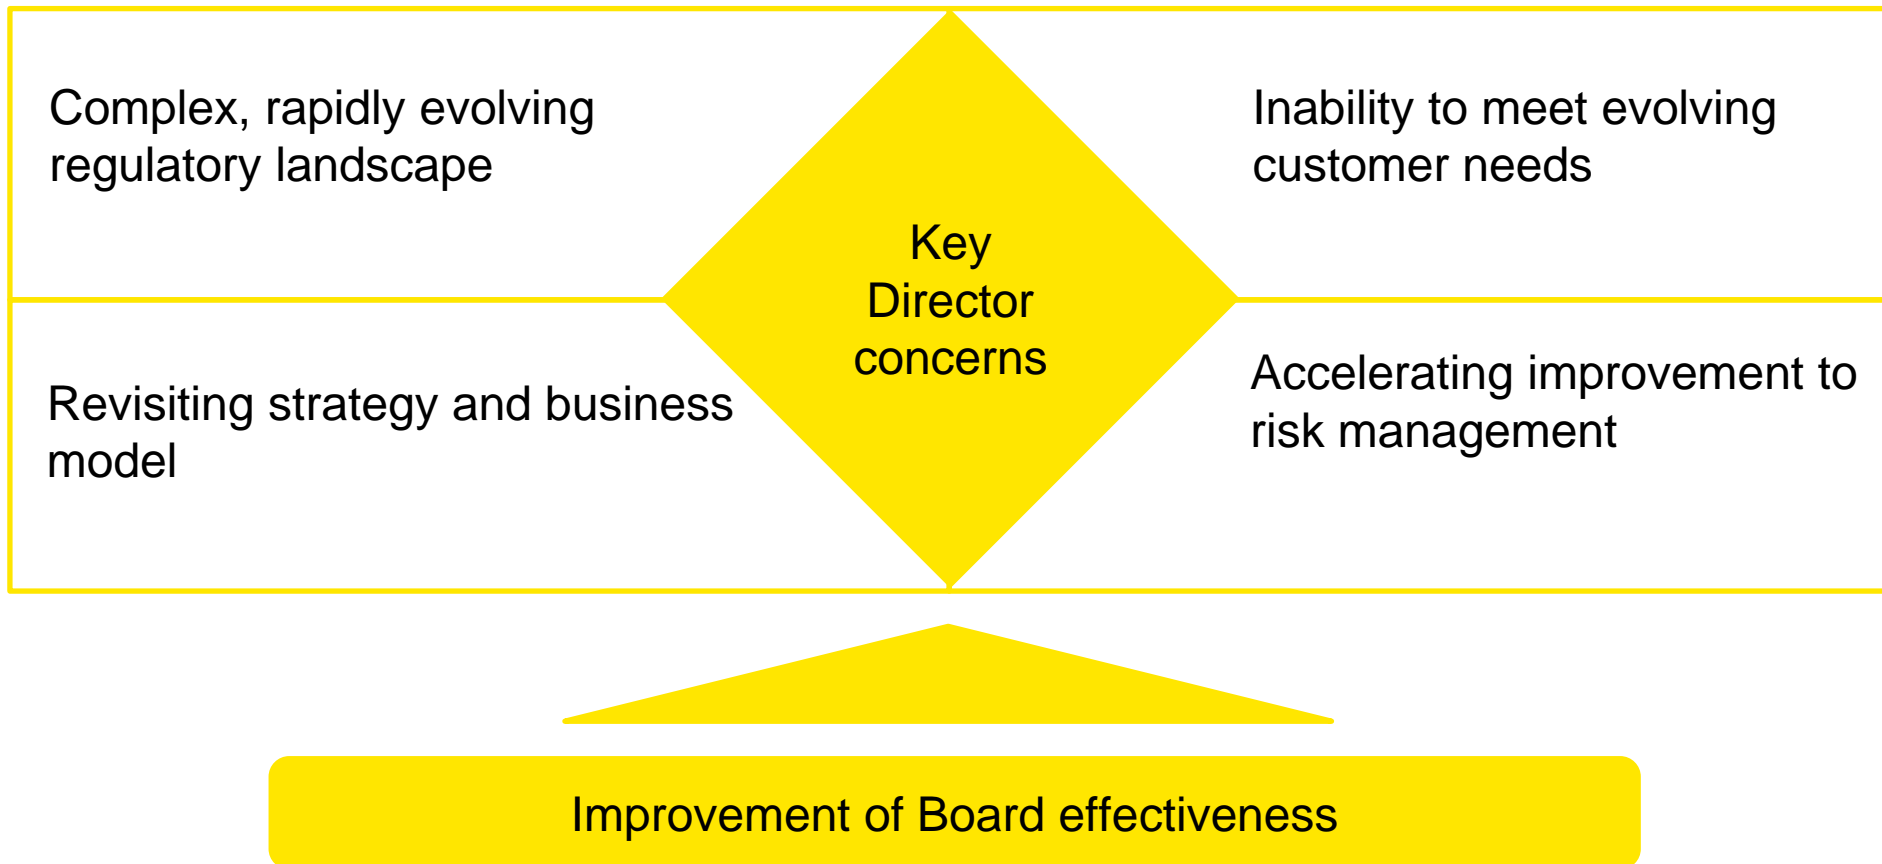 Complex, rapidly evolving
regulatory landscape
Inability to meet evolving
customer needs
Key
Director
concerns
Revisiting strategy and business
model
Accelerating improvement to
risk management
Improvement of Board effectiveness